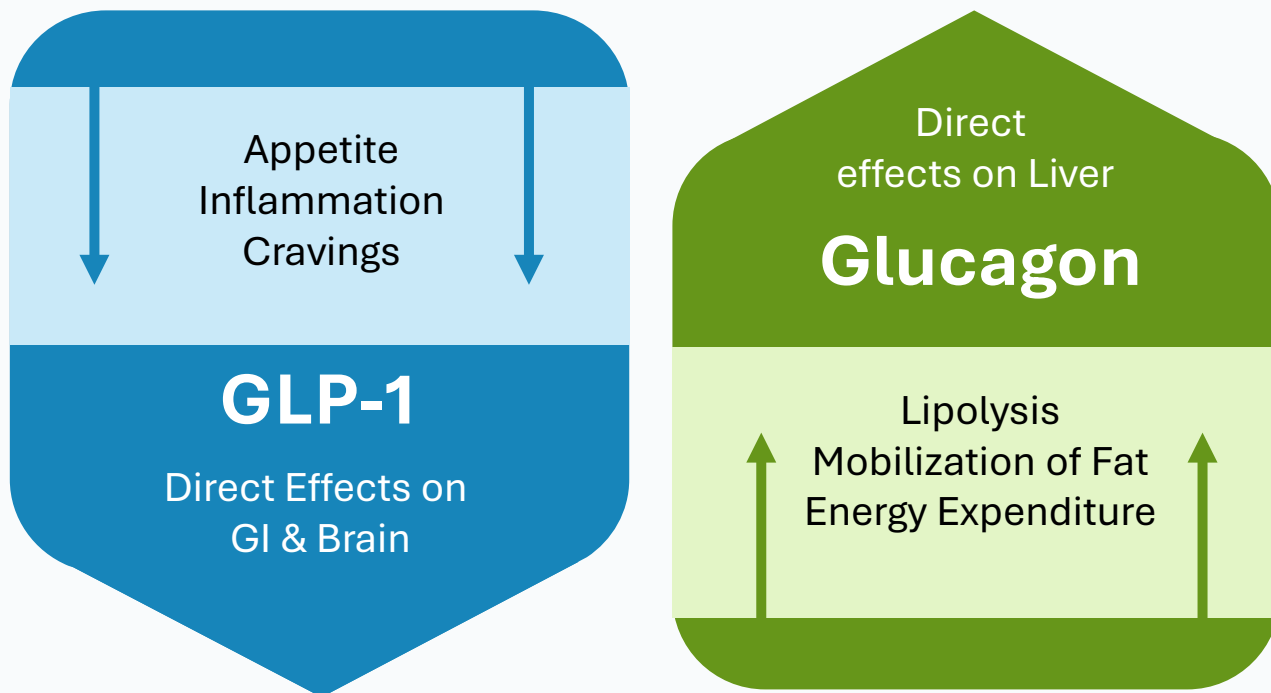 Appetite
Inflammation
Cravings
GLP-1
Direct Effects on
GI & Brain
Direct
effects on Liver
Glucagon
Lipolysis
Mobilization of Fat
Energy Expenditure